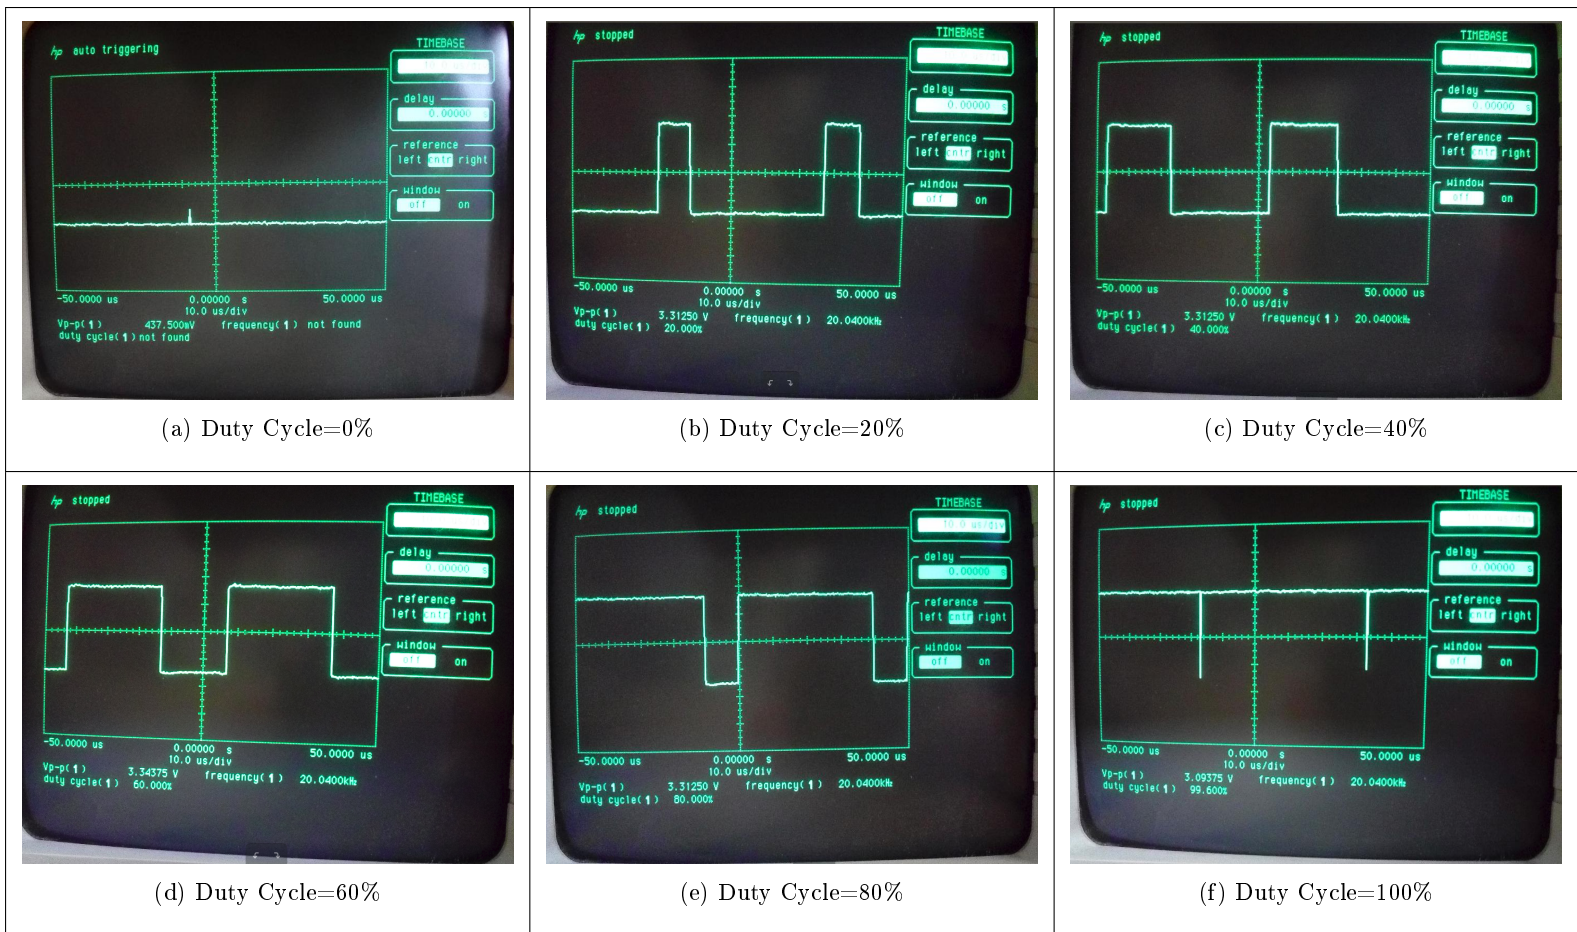 hp auto triggering
TIMEBASE
delay
0.00000 s
reference
left cntr right
window
off on
-50.0000 us 0.00000 s 50.0000 us
10.0 us/div
Vp-p(1) 437.500mV frequency(1) not found
duty cycle(1) not found
(a) Duty Cycle=0%
hp stopped
TIMEBASE
delay
0.00000 s
reference
left cntr right
window
off on
-50.0000 us 0.00000 s 50.0000 us
10.0 us/div
Vp-p(1) 3.31250 V frequency(1) 20.0400kHz
duty cycle(1) 20.000%
(b) Duty Cycle=20%
hp stopped
TIMEBASE
delay
0.00000 s
reference
left cntr right
window
off on
-50.0000 us 0.00000 s 50.0000 us
10.0 us/div
Vp-p(1) 3.31250 V frequency(1) 20.0400kHz
duty cycle(1) 40.000%
(c) Duty Cycle=40%
hp stopped
TIMEBASE
delay
0.00000 s
reference
left cntr right
window
off on
-50.0000 us 0.00000 s 50.0000 us
10.0 us/div
Vp-p(1) 3.34375 V frequency(1) 20.0400kHz
duty cycle(1) 60.000%
(d) Duty Cycle=60%
hp stopped
TIMEBASE
10.0 us/div
delay
0.00000 s
reference
left cntr right
window
off on
-50.0000 us 0.00000 s 50.0000 us
10.0 us/div
Vp-p(1) 3.31250 V frequency(1) 20.0400kHz
duty cycle(1) 80.000%
(e) Duty Cycle=80%
hp stopped
TIMEBASE
delay
0.00000 s
reference
left cntr right
window
off on
-50.0000 us 0.00000 s 50.0000 us
10.0 us/div
Vp-p(1) 3.09375 V frequency(1) 20.0400kHz
duty cycle(1) 99.600%
(f) Duty Cycle=100%